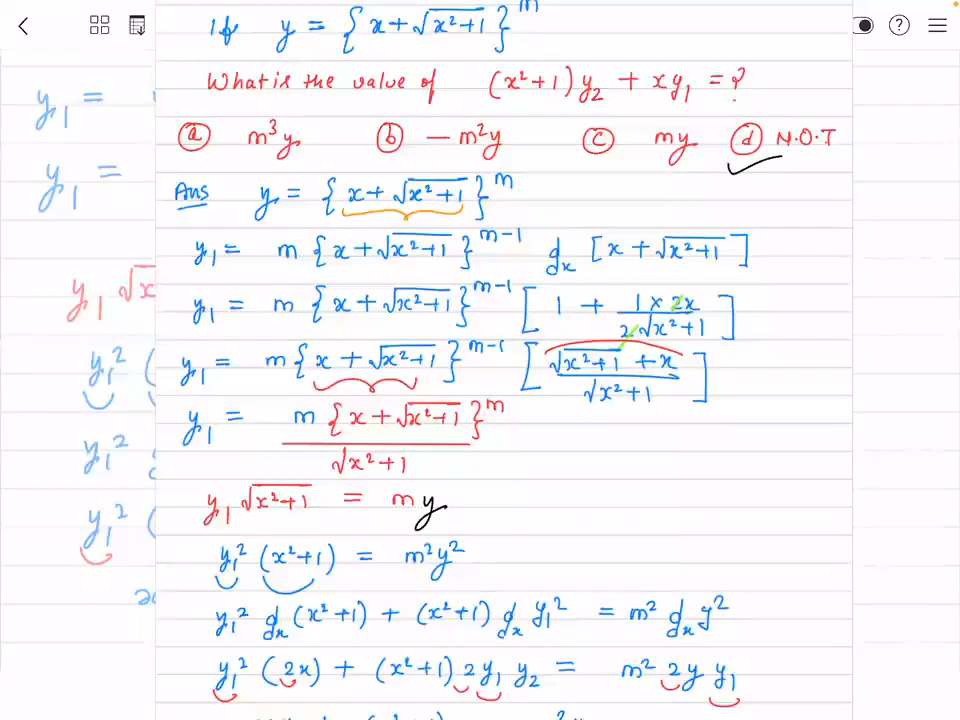 If y = { x + √x²+1 }^m
What is the value of (x²+1) y₂ + xy₁ = ?
ⓐ m³y ⓑ — m²y ⓒ my ⓓ N.O.T
Ans y = { x + √x²+1 }^m
y₁ = m { x + √x²+1 }^m-1 d/dx [ x + √x²+1 ]
y₁ = m { x + √x²+1 }^m-1 [ 1 + 1 × 2x / 2√x²+1 ]
y₁ = m { x + √x²+1 }^m-1 [ √x²+1 + x / √x²+1 ]
y₁ = m { x + √x²+1 }^m / √x²+1
y₁ √x²+1 = my
y₁² (x²+1) = m²y²
y₁² d/dx (x²+1) + (x²+1) d/dx y₁² = m² d/dx y²
y₁² (2x) + (x²+1) 2y₁ y₂ = m² 2y y₁
y₁ =
y₁ =
y₁ √x
y₁² (
y₁²
y₁² (